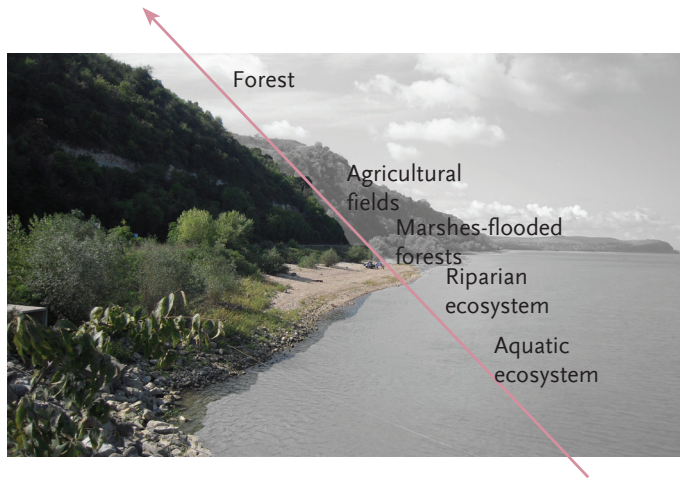 Forest
Agricultural
fields
Marshes-flooded
forests
Riparian
ecosystem
Aquatic
ecosystem